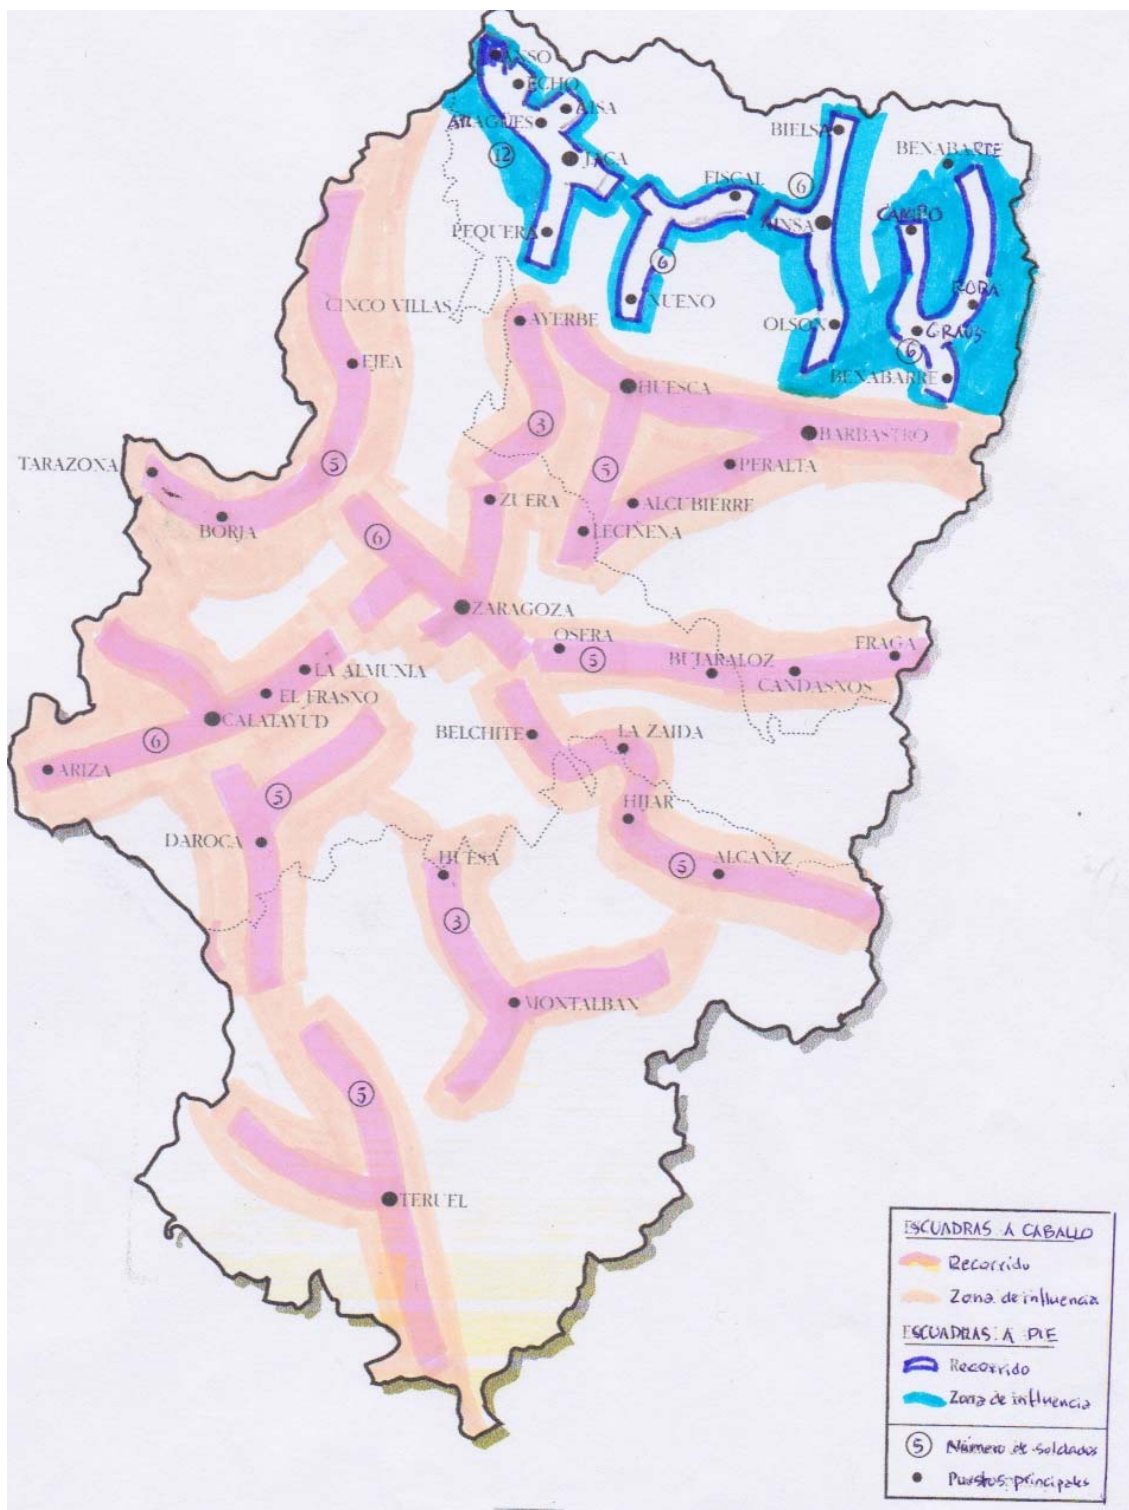 ANSO
ECHO
AISA
ARAGUES
BIELSA
BENABARRE
12
JACA
FISCAL
6
CAMPO
PEQUERA
AINSA
6
RODA
NUENO
CINCO VILLAS
AYERBE
OLSON
GRAUS
6
EJEA
HUESCA
BENABARRE
3
BARBASTRO
TARAZONA
5
5
PERALTA
ZUERA
ALCUBIERRE
BORJA
6
LECIÑENA
ZARAGOZA
OSERA
FRAGA
5
BUJARALOZ
LA ALMUNIA
CANDASNOS
EL FRASNO
CALATAYUD
BELCHITE
LA ZAIDA
6
ARIZA
5
HIJAR
DAROCA
HUESA
5
ALCAÑIZ
3
MONTALBAN
5
TERUEL
ESCUADRAS A CABALLO
Recorrido
Zona de influencia
ESCUADRAS A PIE
Recorrido
Zona de influencia
5 Número de soldados
Puestos principales